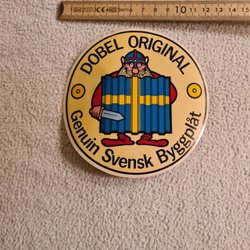 DOBEL ORIGINAL
Genuin Svensk Byggplåt